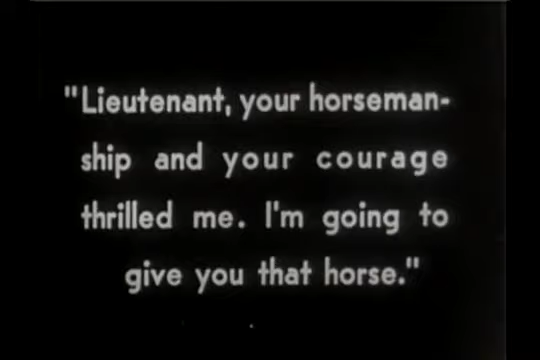 "Lieutenant, your horseman-
ship and your courage
thrilled me. I'm going to
give you that horse."